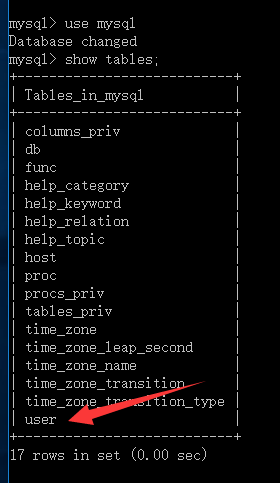 mysql> use mysql
Database changed
mysql> show tables;
+---------------------------+
| Tables_in_mysql |
+---------------------------+
| columns_priv |
| db |
| func |
| help_category |
| help_keyword |
| help_relation |
| help_topic |
| host |
| proc |
| procs_priv |
| tables_priv |
| time_zone |
| time_zone_leap_second |
| time_zone_name |
| time_zone_transition |
| time_zone_transition_type |
| user |
+---------------------------+
17 rows in set (0.00 sec)